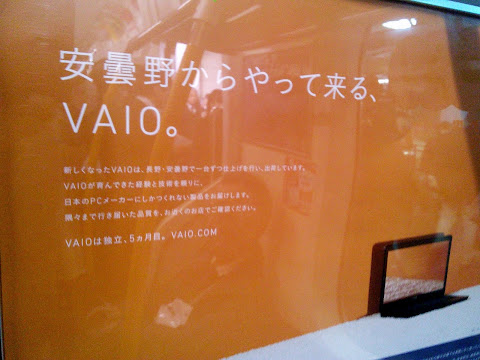 安曇野からやって来る、
VAIO。
新しくなったVAIOは、長野・安曇野で一台ずつ仕上げを行い、出荷しています。
VAIOが育んできた経験と技術を頼りに、
日本のPCメーカーにしかつくれない製品をお届けします。
隅々まで行き届いた品質を、お近くのお店でご確認ください。
VAIOは独立、5ヵ月目。VAIO.COM